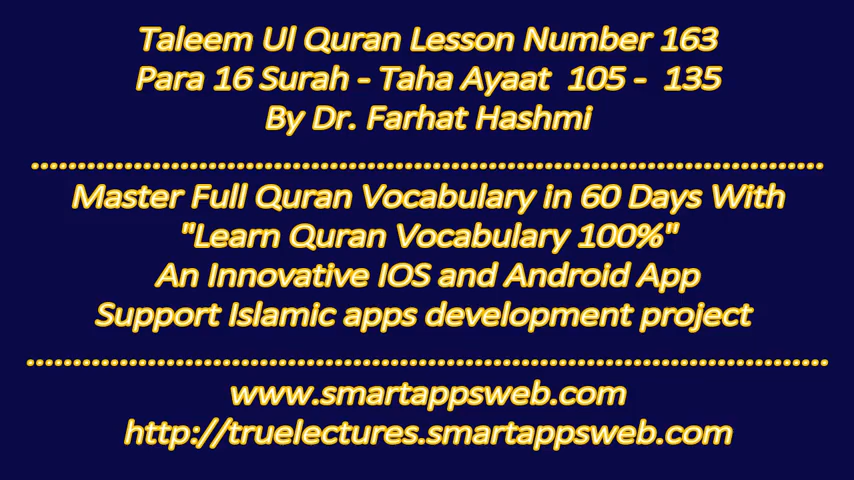 Taleem Ul Quran Lesson Number 163
Para 16 Surah - Taha Ayaat 105 - 135
By Dr. Farhat Hashmi
Master Full Quran Vocabulary in 60 Days With
"Learn Quran Vocabulary 100%"
An Innovative IOS and Android App
Support Islamic apps development project
www.smartappsweb.com
http://truelectures.smartappsweb.com